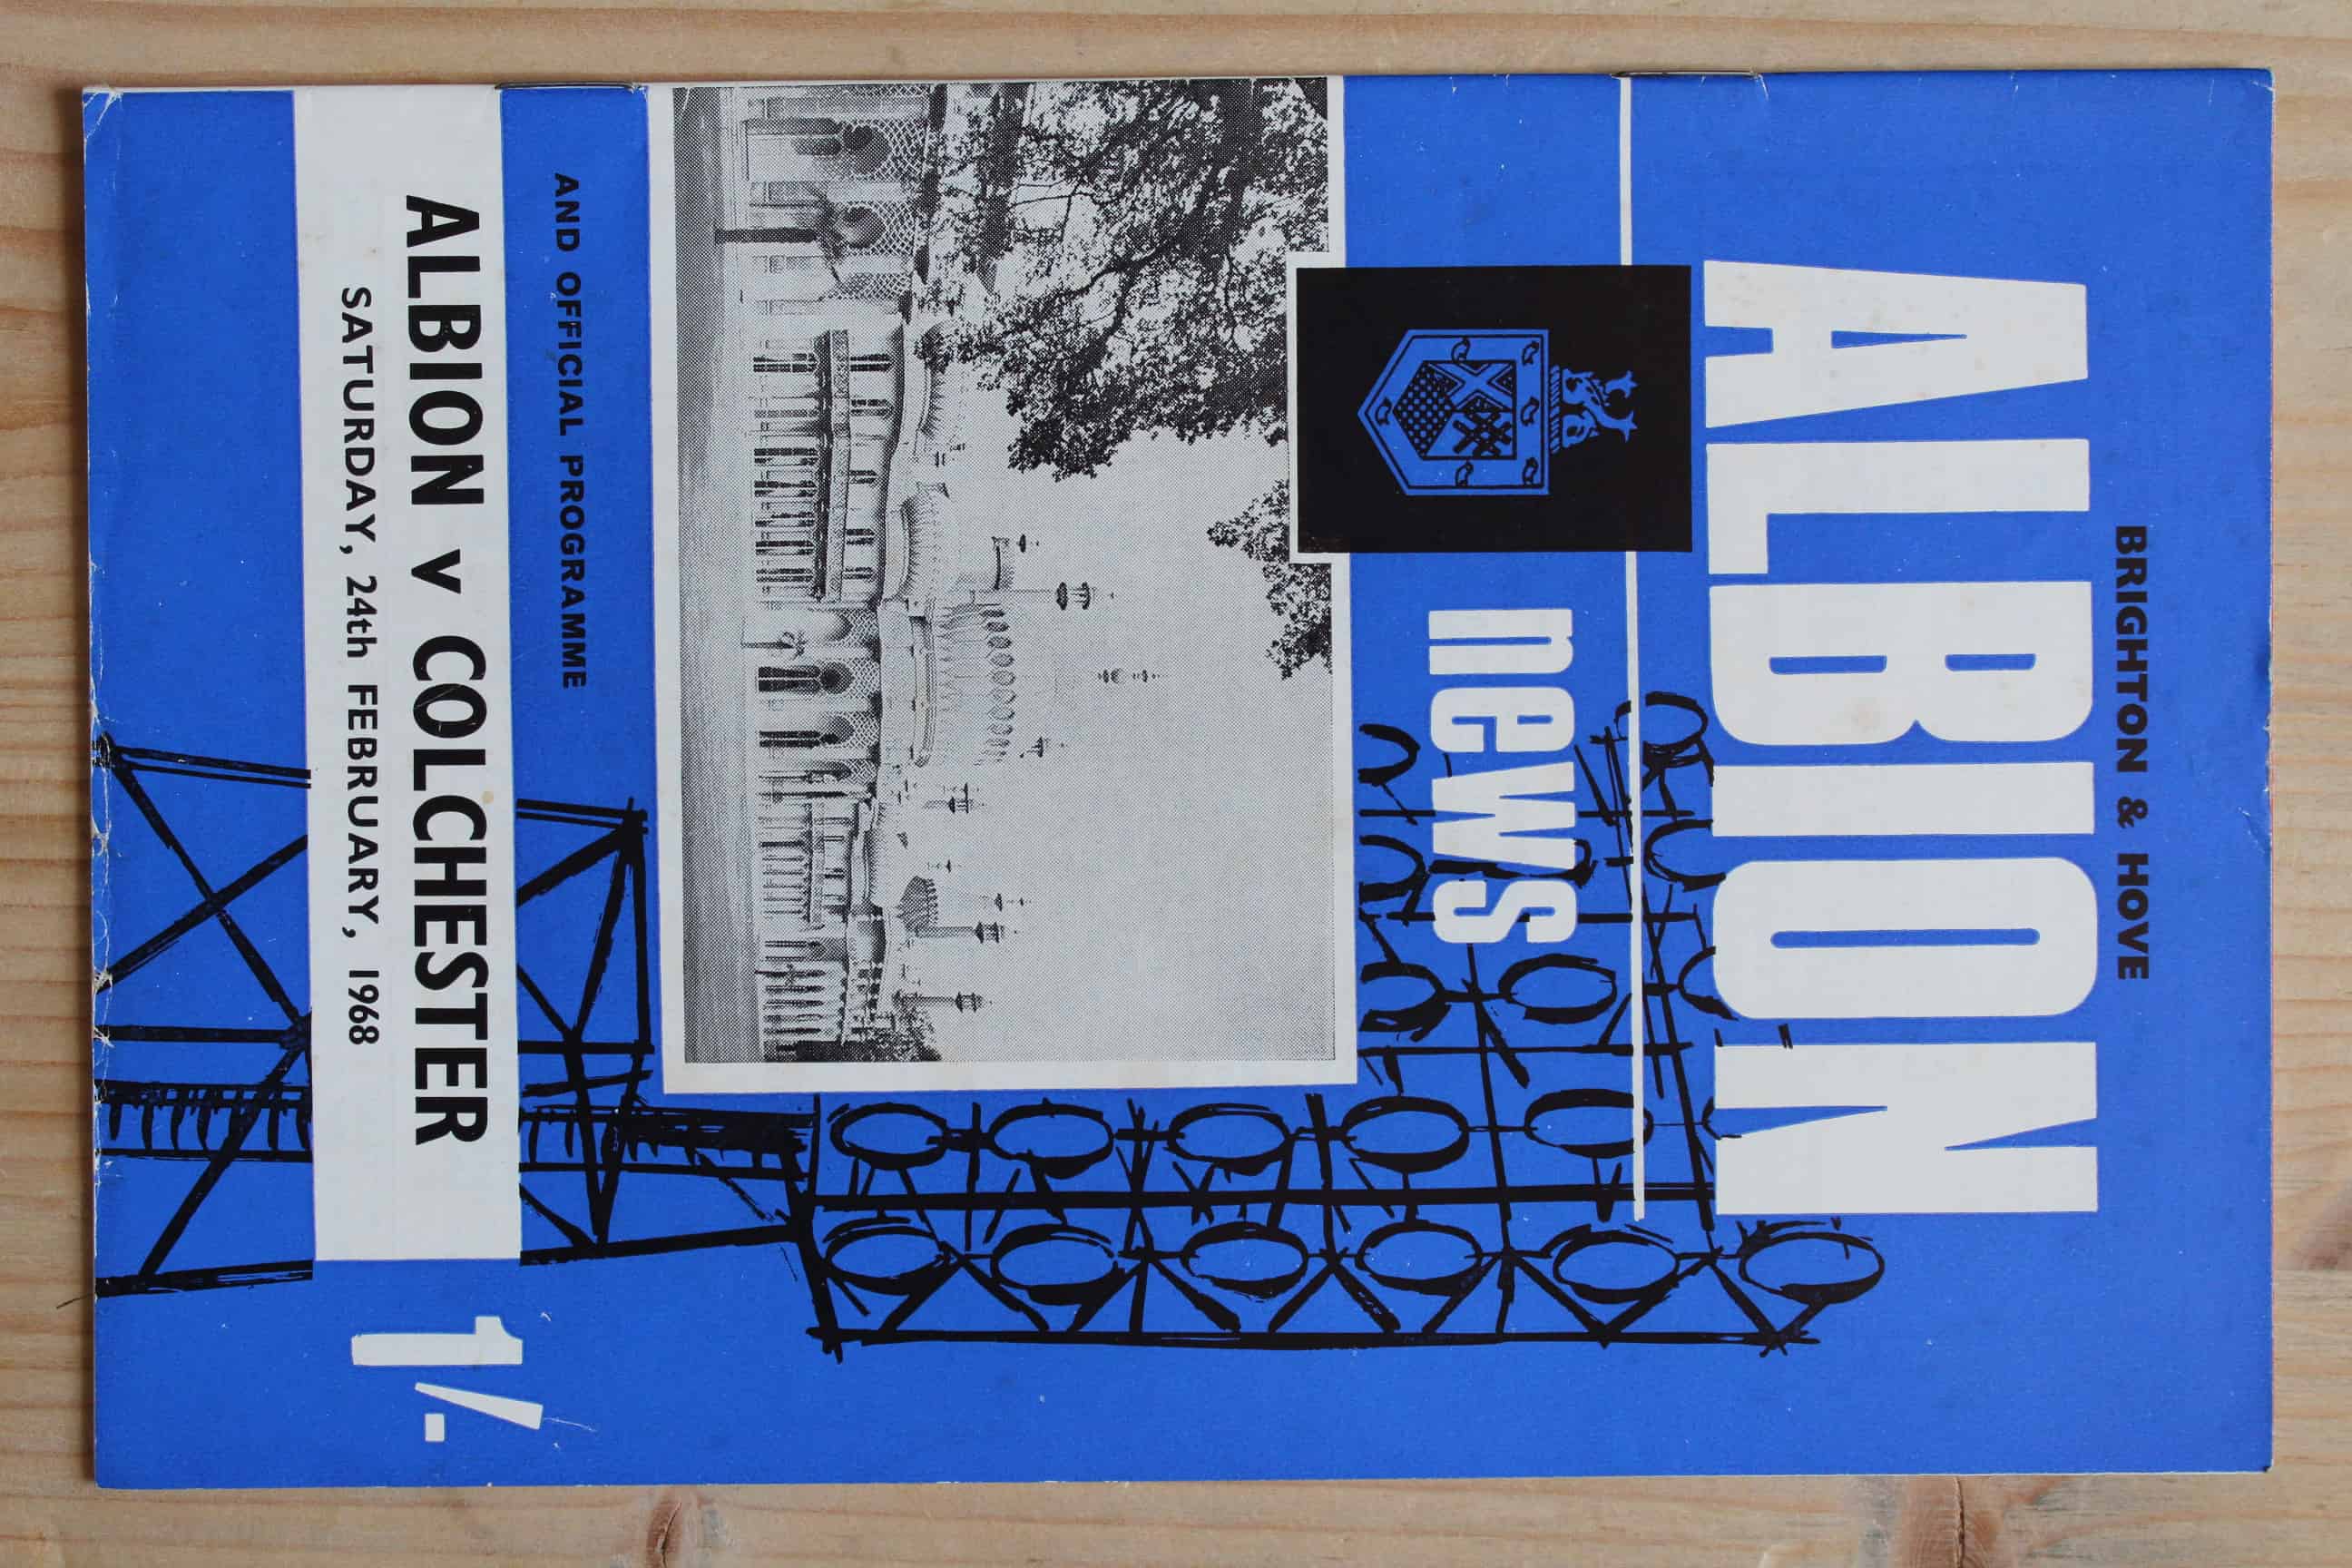 BRIGHTON & HOVE
ALBION
news
AND OFFICIAL PROGRAMME
ALBION v COLCHESTER
SATURDAY, 24th FEBRUARY, 1968
1/-